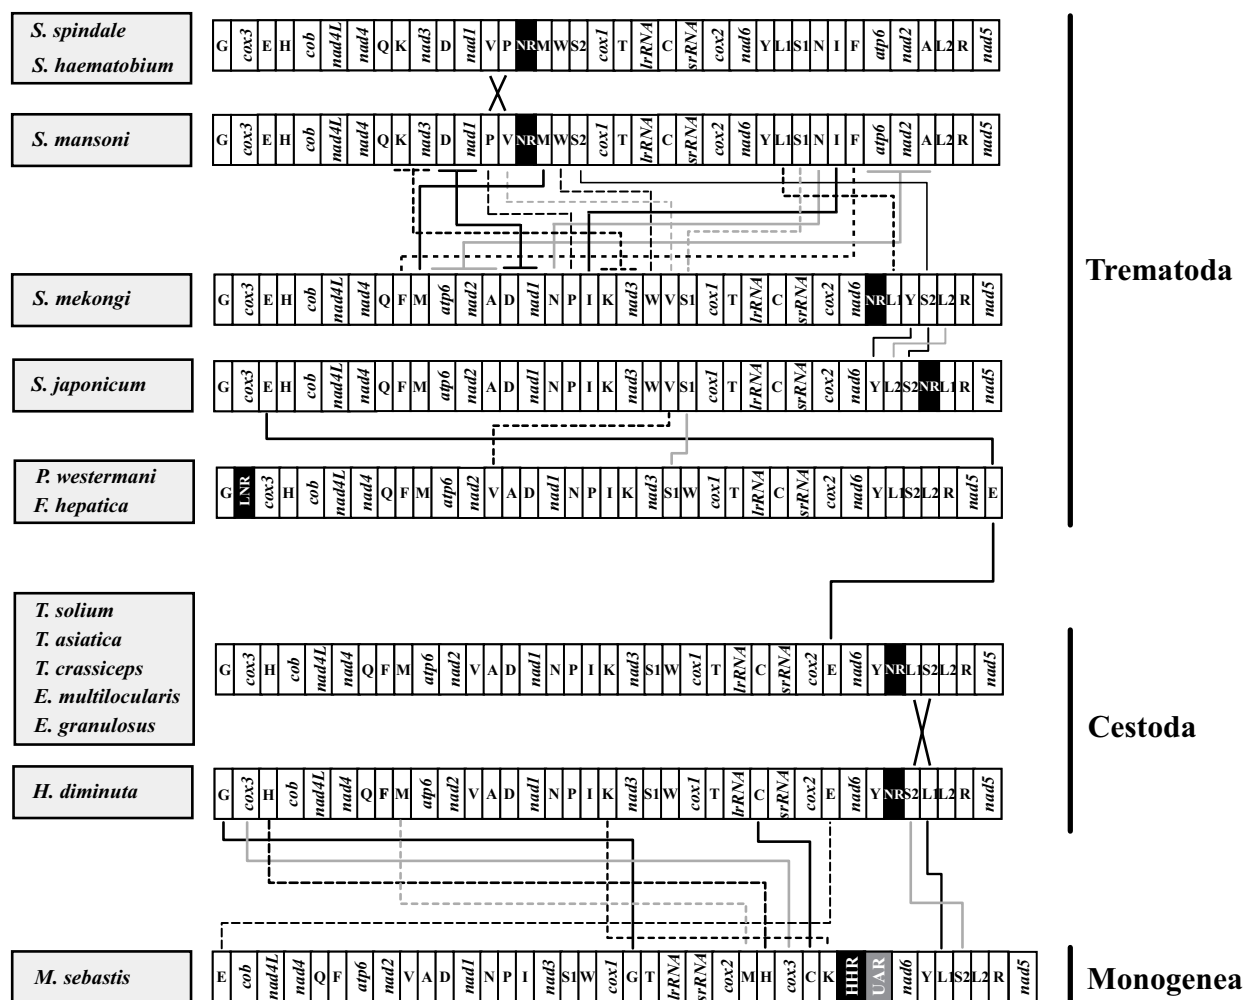 S. spindale
S. haematobium
G cox3 E H cob nad4L nad4 Q K nad3 D nad1 V P NR M W S2 cox1 T lrRNA C srRNA cox2 nad6 Y L1 S1 N I F atp6 nad2 A L2 R nad5
S. mansoni
G cox3 E H cob nad4L nad4 Q K nad3 D nad1 P V NR M W S2 cox1 T lrRNA C srRNA cox2 nad6 Y L1 S1 N I F atp6 nad2 A L2 R nad5
Trematoda
S. mekongi
G cox3 E H cob nad4L nad4 Q F M atp6 nad2 A D nad1 N P I K nad3 W V S1 cox1 T lrRNA C srRNA cox2 nad6 NR L1 Y S2 L2 R nad5
S. japonicum
G cox3 E H cob nad4L nad4 Q F M atp6 nad2 A D nad1 N P I K nad3 W V S1 cox1 T lrRNA C srRNA cox2 nad6 Y L2 S2 NR L1 R nad5
P. westermani
F. hepatica
G LNR cox3 H cob nad4L nad4 Q F M atp6 nad2 V A D nad1 N P I K nad3 S1 W cox1 T lrRNA C srRNA cox2 nad6 Y L1 S2 L2 R nad5 E
T. solium
T. asiatica
T. crassiceps
E. multilocularis
E. granulosus
G cox3 H cob nad4L nad4 Q F M atp6 nad2 V A D nad1 N P I K nad3 S1 W cox1 T lrRNA C srRNA cox2 E nad6 Y NR L1 S2 L2 R nad5
Cestoda
H. diminuta
G cox3 H cob nad4L nad4 Q F M atp6 nad2 V A D nad1 N P I K nad3 S1 W cox1 T lrRNA C srRNA cox2 E nad6 Y NR S2 L1 L2 R nad5
M. sebastis
E cob nad4L nad4 Q F atp6 nad2 V A D nad1 N P I nad3 S1 W cox1 G T lrRNA srRNA cox2 M H cox3 C K HHR UAR nad6 Y L1 S2 L2 R nad5
Monogenea